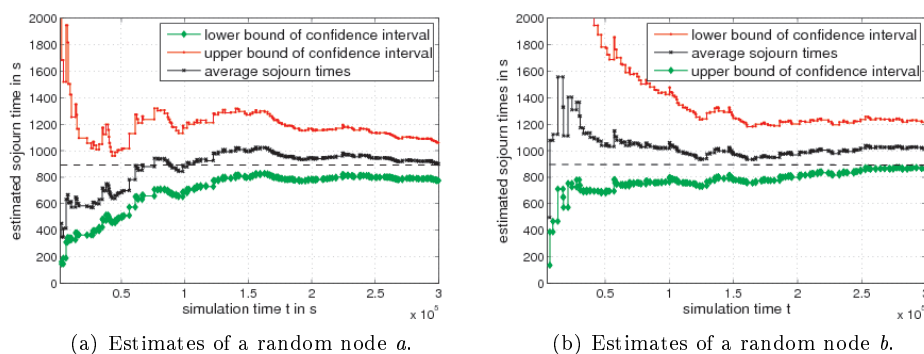 estimated sojourn time in s
2000
1800
1600
1400
1200
1000
800
600
400
200
0
lower bound of confidence interval
upper bound of confidence interval
average sojourn times
0.5
1
1.5
2
2.5
3
simulation time t in s
x 10⁵
(a) Estimates of a random node a.
estimated sojourn times in s
2000
1800
1600
1400
1200
1000
800
600
400
200
0
lower bound of confidence interval
average sojourn times
upper bound of confidence interval
0.5
1
1.5
2
2.5
3
simulation time t
x 10⁵
(b) Estimates of a random node b.